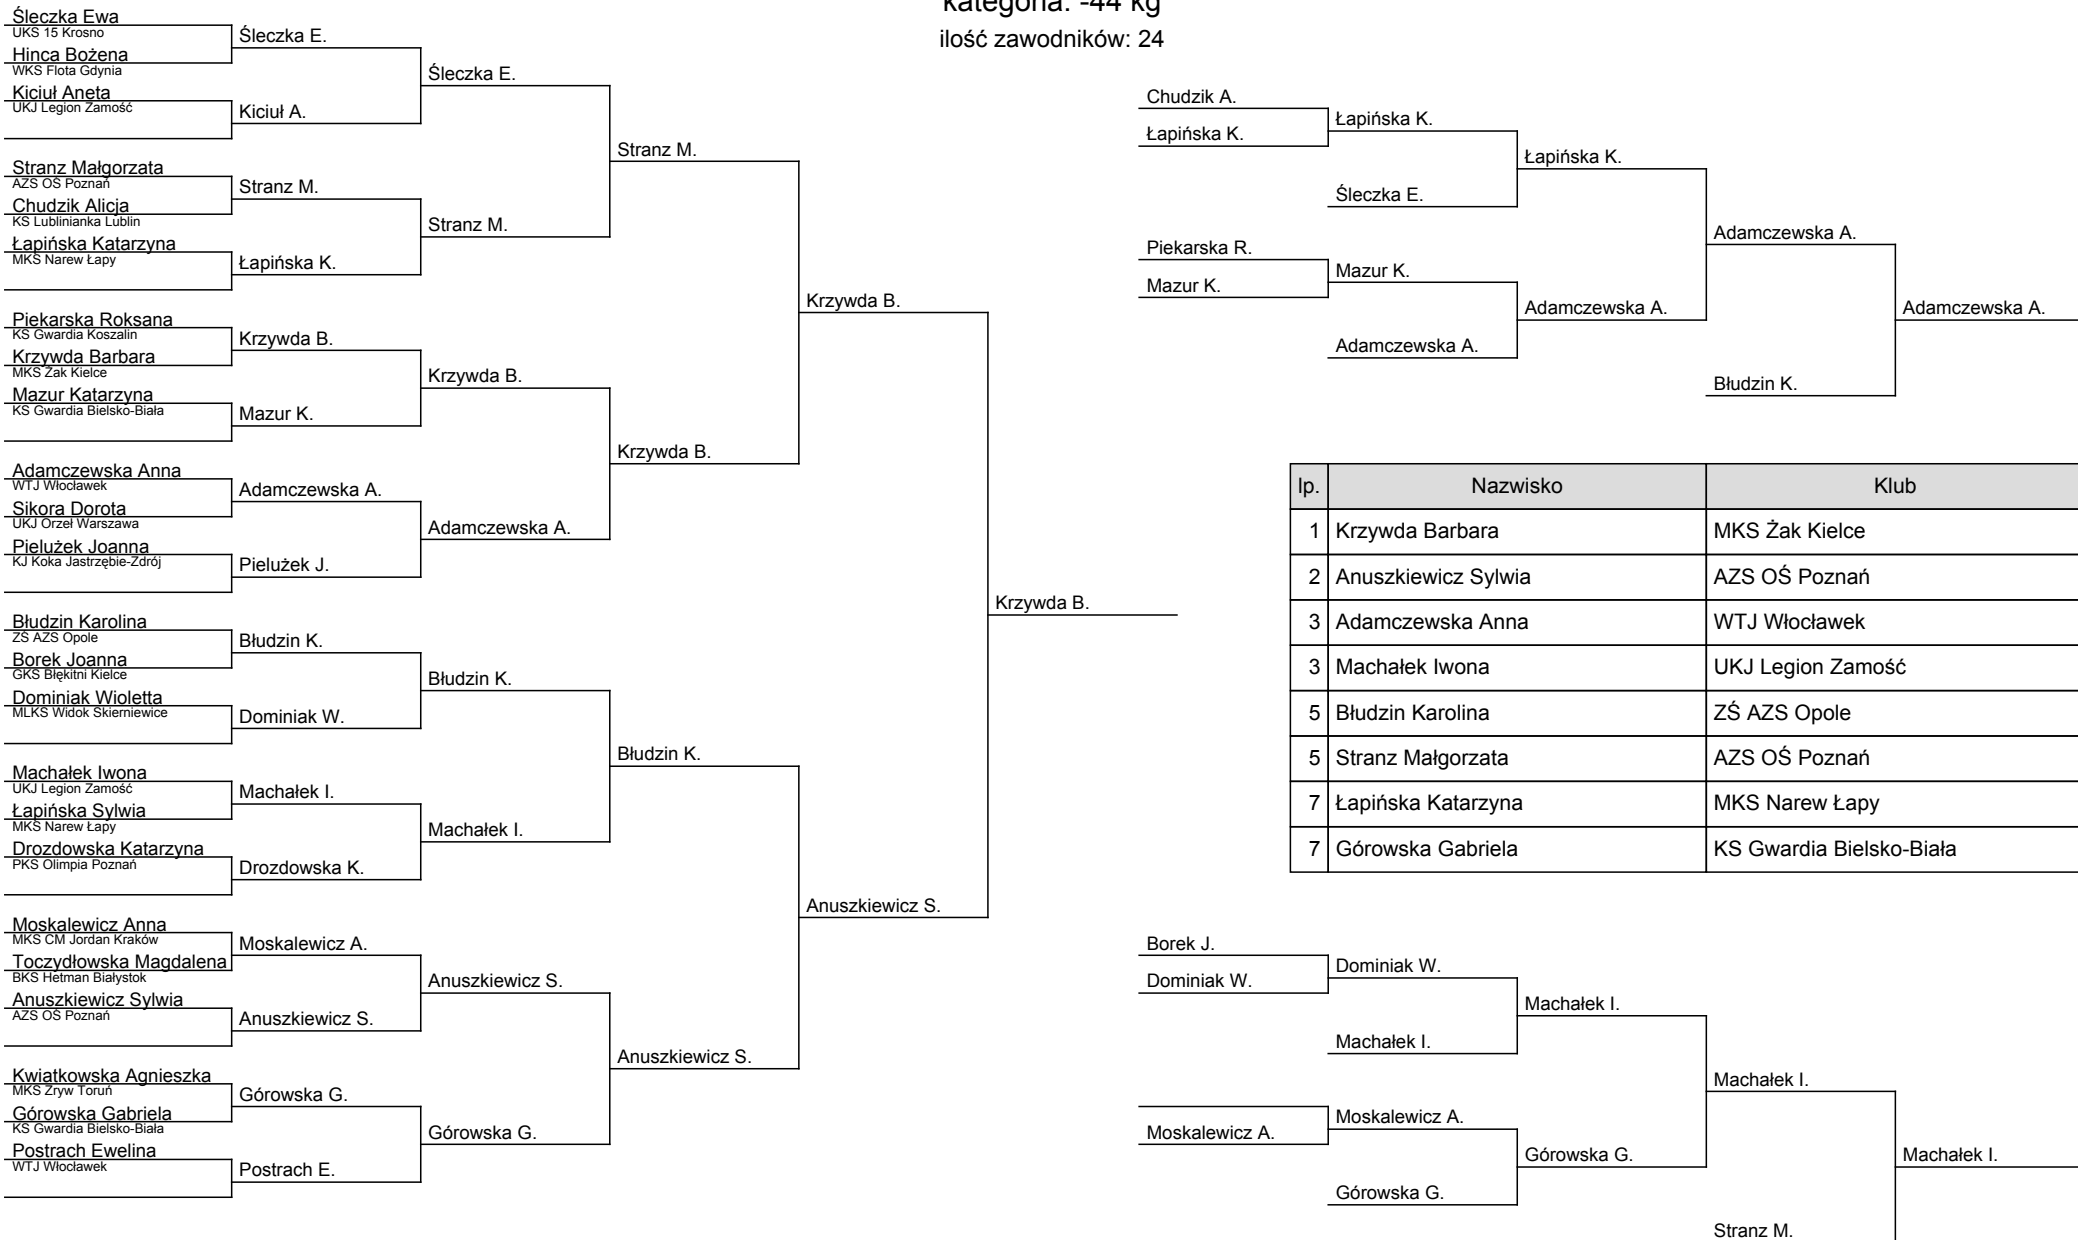 kategoria: -44 kg
ilość zawodników: 24
Śleczka Ewa
UKS 15 Krosno
Hinca Bożena
WKS Flota Gdynia
Kiciuł Aneta
UKJ Legion Zamość
Stranz Małgorzata
AZS OŚ Poznań
Chudzik Alicja
KS Lublinianka Lublin
Łapińska Katarzyna
MKS Narew Łapy
Piekarska Roksana
KS Gwardia Koszalin
Krzywda Barbara
MKS Żak Kielce
Mazur Katarzyna
KS Gwardia Bielsko-Biała
Adamczewska Anna
WTJ Włocławek
Sikora Dorota
UKJ Orzeł Warszawa
Pielużek Joanna
KJ Koka Jastrzębie-Zdrój
Błudzin Karolina
ZŚ AZS Opole
Borek Joanna
GKS Błękitni Kielce
Dominiak Wioletta
MLKS Widok Skierniewice
Machałek Iwona
UKJ Legion Zamość
Łapińska Sylwia
MKS Narew Łapy
Drozdowska Katarzyna
PKS Olimpia Poznań
Moskalewicz Anna
MKS CM Jordan Kraków
Toczydłowska Magdalena
BKS Hetman Białystok
Anuszkiewicz Sylwia
AZS OŚ Poznań
Kwiatkowska Agnieszka
MKS Zryw Toruń
Górowska Gabriela
KS Gwardia Bielsko-Biała
Postrach Ewelina
WTJ Włocławek
Śleczka E.
Kiciuł A.
Stranz M.
Łapińska K.
Krzywda B.
Mazur K.
Adamczewska A.
Pielużek J.
Błudzin K.
Dominiak W.
Machałek I.
Drozdowska K.
Moskalewicz A.
Anuszkiewicz S.
Górowska G.
Postrach E.
Śleczka E.
Stranz M.
Krzywda B.
Adamczewska A.
Błudzin K.
Machałek I.
Anuszkiewicz S.
Górowska G.
Stranz M.
Krzywda B.
Błudzin K.
Anuszkiewicz S.
Krzywda B.
Anuszkiewicz S.
Krzywda B.
Chudzik A.
Łapińska K.
Piekarska R.
Mazur K.
Łapińska K.
Śleczka E.
Mazur K.
Adamczewska A.
Łapińska K.
Adamczewska A.
Adamczewska A.
Błudzin K.
Adamczewska A.
lp. Nazwisko Klub
1 Krzywda Barbara MKS Żak Kielce
2 Anuszkiewicz Sylwia AZS OŚ Poznań
3 Adamczewska Anna WTJ Włocławek
3 Machałek Iwona UKJ Legion Zamość
5 Błudzin Karolina ZŚ AZS Opole
5 Stranz Małgorzata AZS OŚ Poznań
7 Łapińska Katarzyna MKS Narew Łapy
7 Górowska Gabriela KS Gwardia Bielsko-Biała
Borek J.
Dominiak W.
Moskalewicz A.
Dominiak W.
Machałek I.
Moskalewicz A.
Górowska G.
Machałek I.
Górowska G.
Machałek I.
Stranz M.
Machałek I.